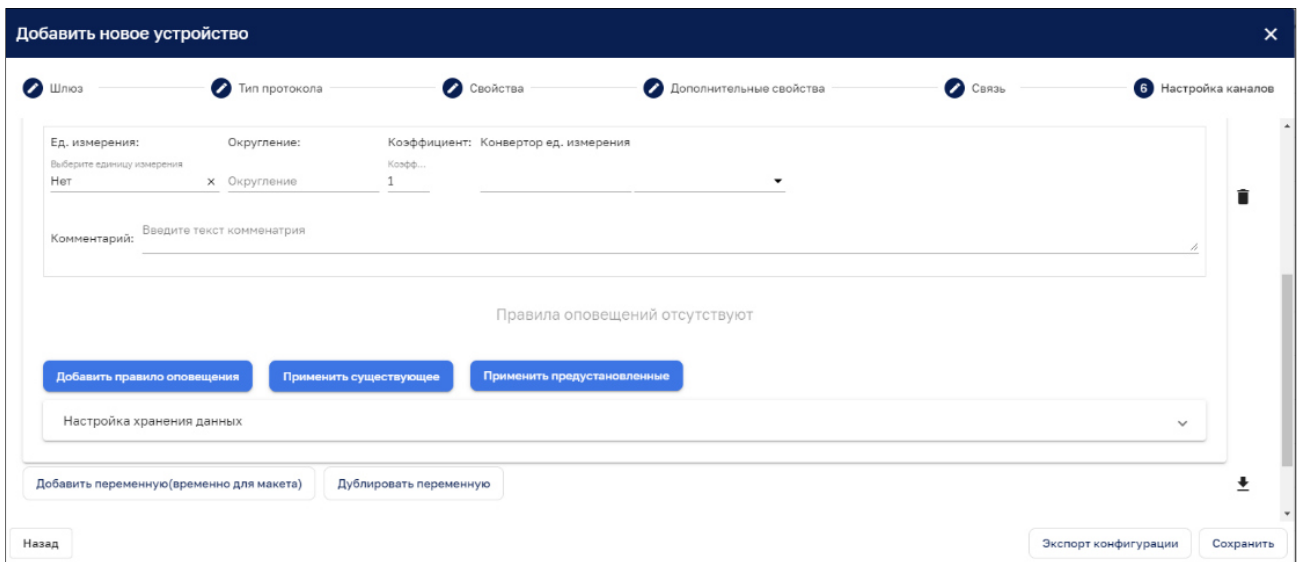 Добавить новое устройство
Шлюз Тип протокола Свойства Дополнительные свойства Связь 6 Настройка каналов
Ед. измерения: Округление: Коэффициент: Конвертор ед. измерения
Выберите единицу измерения Коэфф...
Нет Округление 1
Введите текст комменатрия
Комментарий:
Правила оповещений отсутствуют
Добавить правило оповещения Применить существующее Применить предустановленные
Настройка хранения данных
Добавить переменную(временно для макета) Дублировать переменную
Назад Экспорт конфигурации Сохранить